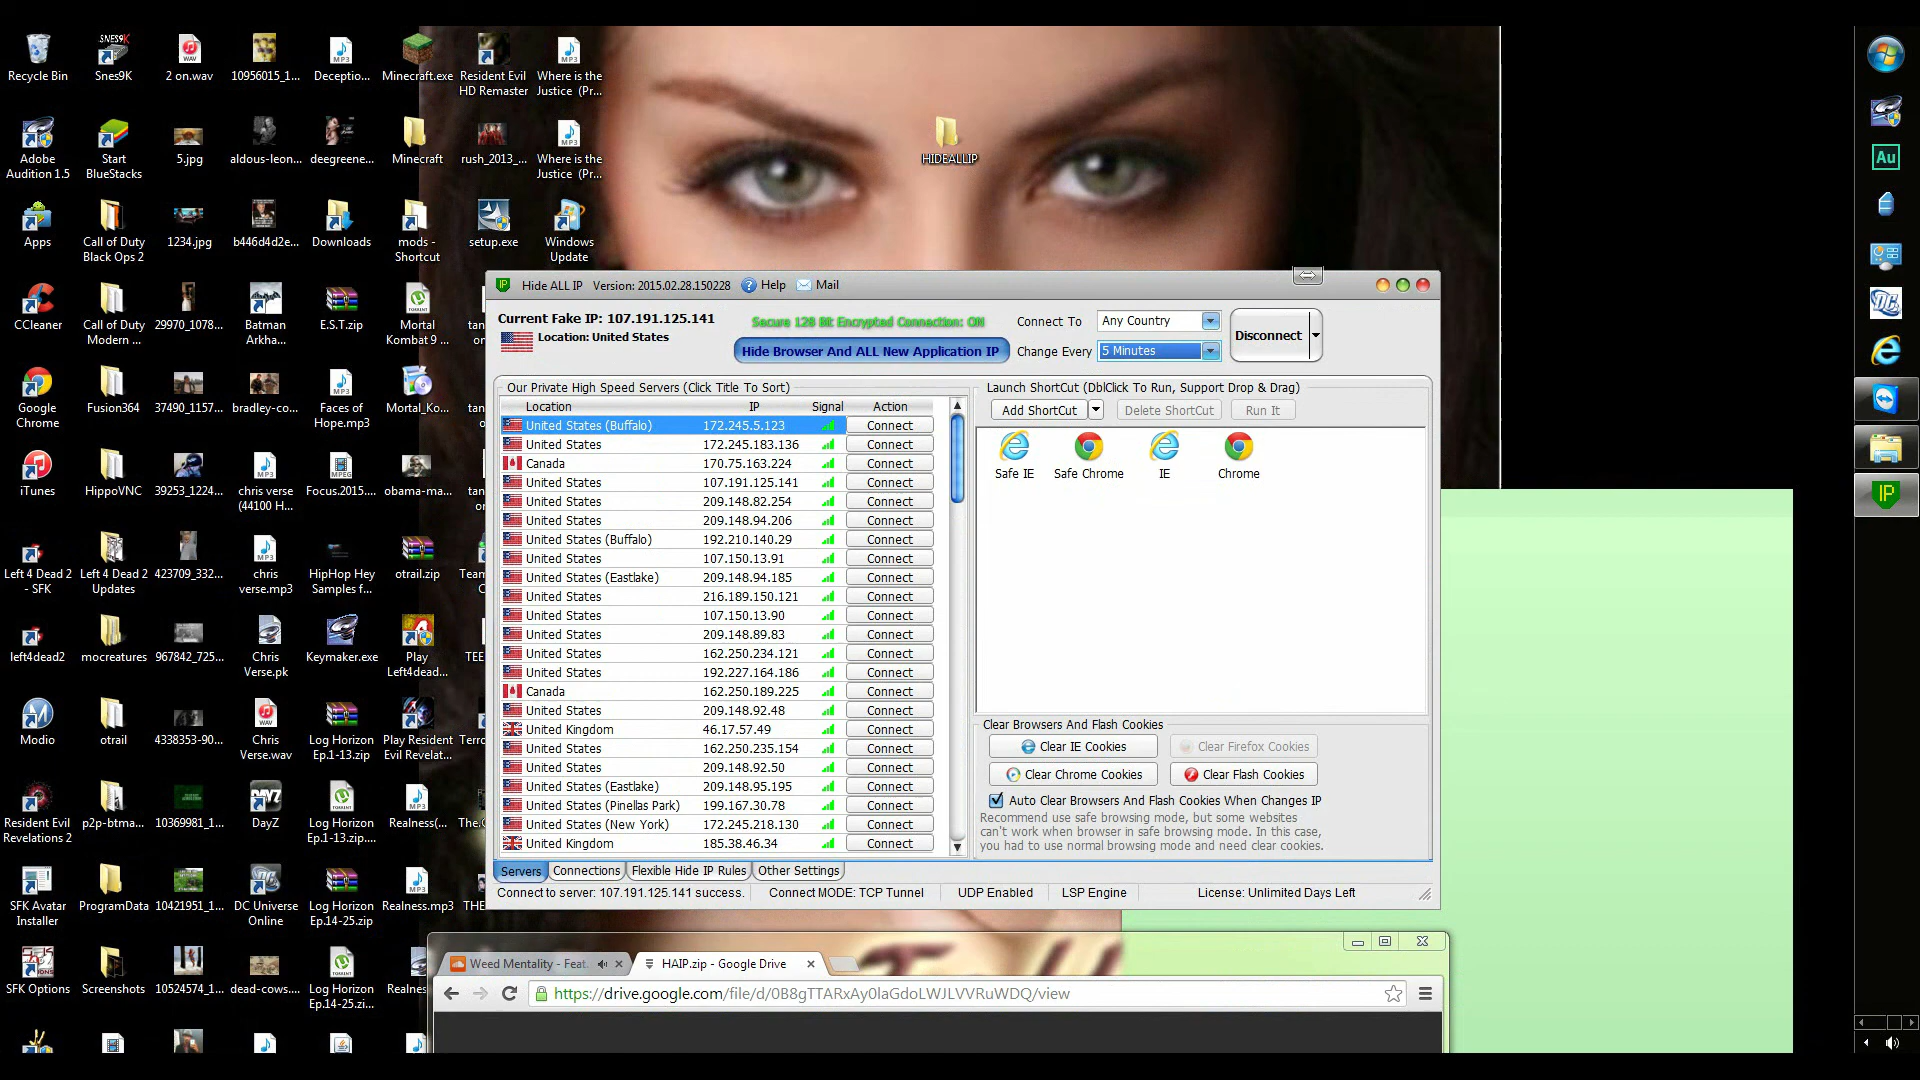 Recycle Bin
Snes9K
2 on.wav
10956015_1...
Deceptio...
Minecraft.exe
Resident Evil
HD Remaster
Where is the
Justice (Pr...
Adobe
Audition 1.5
Start
BlueStacks
5.jpg
aldous-leon...
deegreene...
Minecraft
rush_2013_...
Where is the
Justice (Pr...
HIDEALLIP
Apps
Call of Duty
Black Ops 2
1234.jpg
b446d4d2e...
Downloads
mods -
Shortcut
setup.exe
Windows
Update
CCleaner
Call of Duty
Modern ...
29970_1078...
Batman
Arkha...
E.S.T.zip
Mortal
Kombat 9 ...
Google
Chrome
Fusion364
37490_1157...
bradley-co...
Faces of
Hope.mp3
Mortal_Ko...
iTunes
HippoVNC
39253_1224...
chris verse
(44100 H...
Focus.2015....
obama-ma...
Left 4 Dead 2
- SFK
Left 4 Dead 2
Updates
423709_332...
chris
verse.mp3
HipHop Hey
Samples f...
otrail.zip
left4dead2
mocreatures
967842_725...
Chris
Verse.pk
Keymaker.exe
Play
Left4dead...
Modio
otrail
4338353-90...
Chris
Verse.wav
Log Horizon
Ep.1-13.zip
Play Resident
Evil Revelat...
Resident Evil
Revelations 2
p2p-btma...
10369981_1...
DayZ
Log Horizon
Ep.1-13.zip....
Realness(...
SFK Avatar
Installer
ProgramData
10421951_1...
DC Universe
Online
Log Horizon
Ep.14-25.zip
Realness.mp3
SFK Options
Screenshots
10524574_1...
dead-cows....
Log Horizon
Ep.14-25.zi...
Hide ALL IP Version: 2015.02.28.150228 Help Mail
Current Fake IP: 107.191.125.141
Location: United States
Secure 128 Bit Encrypted Connection: ON
Hide Browser And ALL New Application IP
Connect To Any Country
Change Every 5 Minutes
Disconnect
Our Private High Speed Servers (Click Title To Sort)
Location IP Signal Action
United States (Buffalo) 172.245.5.123 Connect
United States 172.245.183.136 Connect
Canada 170.75.163.224 Connect
United States 107.191.125.141 Connect
United States 209.148.82.254 Connect
United States 209.148.94.206 Connect
United States (Buffalo) 192.210.140.29 Connect
United States 107.150.13.91 Connect
United States (Eastlake) 209.148.94.185 Connect
United States 216.189.150.121 Connect
United States 107.150.13.90 Connect
United States 209.148.89.83 Connect
United States 162.250.234.121 Connect
United States 192.227.164.186 Connect
Canada 162.250.189.225 Connect
United States 209.148.92.48 Connect
United Kingdom 46.17.57.49 Connect
United States 162.250.235.154 Connect
United States 209.148.92.50 Connect
United States (Eastlake) 209.148.95.195 Connect
United States (Pinellas Park) 199.167.30.78 Connect
United States (New York) 172.245.218.130 Connect
United Kingdom 185.38.46.34 Connect
Launch ShortCut (DblClick To Run, Support Drop & Drag)
Add ShortCut Delete ShortCut Run It
Safe IE Safe Chrome IE Chrome
Clear Browsers And Flash Cookies
Clear IE Cookies Clear Firefox Cookies
Clear Chrome Cookies Clear Flash Cookies
Auto Clear Browsers And Flash Cookies When Changes IP
Recommend use safe browsing mode, but some websites
can't work when browser in safe browsing mode. In this case,
you had to use normal browsing mode and need clear cookies.
Servers Connections Flexible Hide IP Rules Other Settings
Connect to server: 107.191.125.141 success. Connect MODE: TCP Tunnel UDP Enabled LSP Engine License: Unlimited Days Left
Weed Mentality - Feat. HAIP.zip - Google Drive
https://drive.google.com/file/d/0B8gTTARxAy0laGdoLWJLVVRuWDQ/view
Au
IP